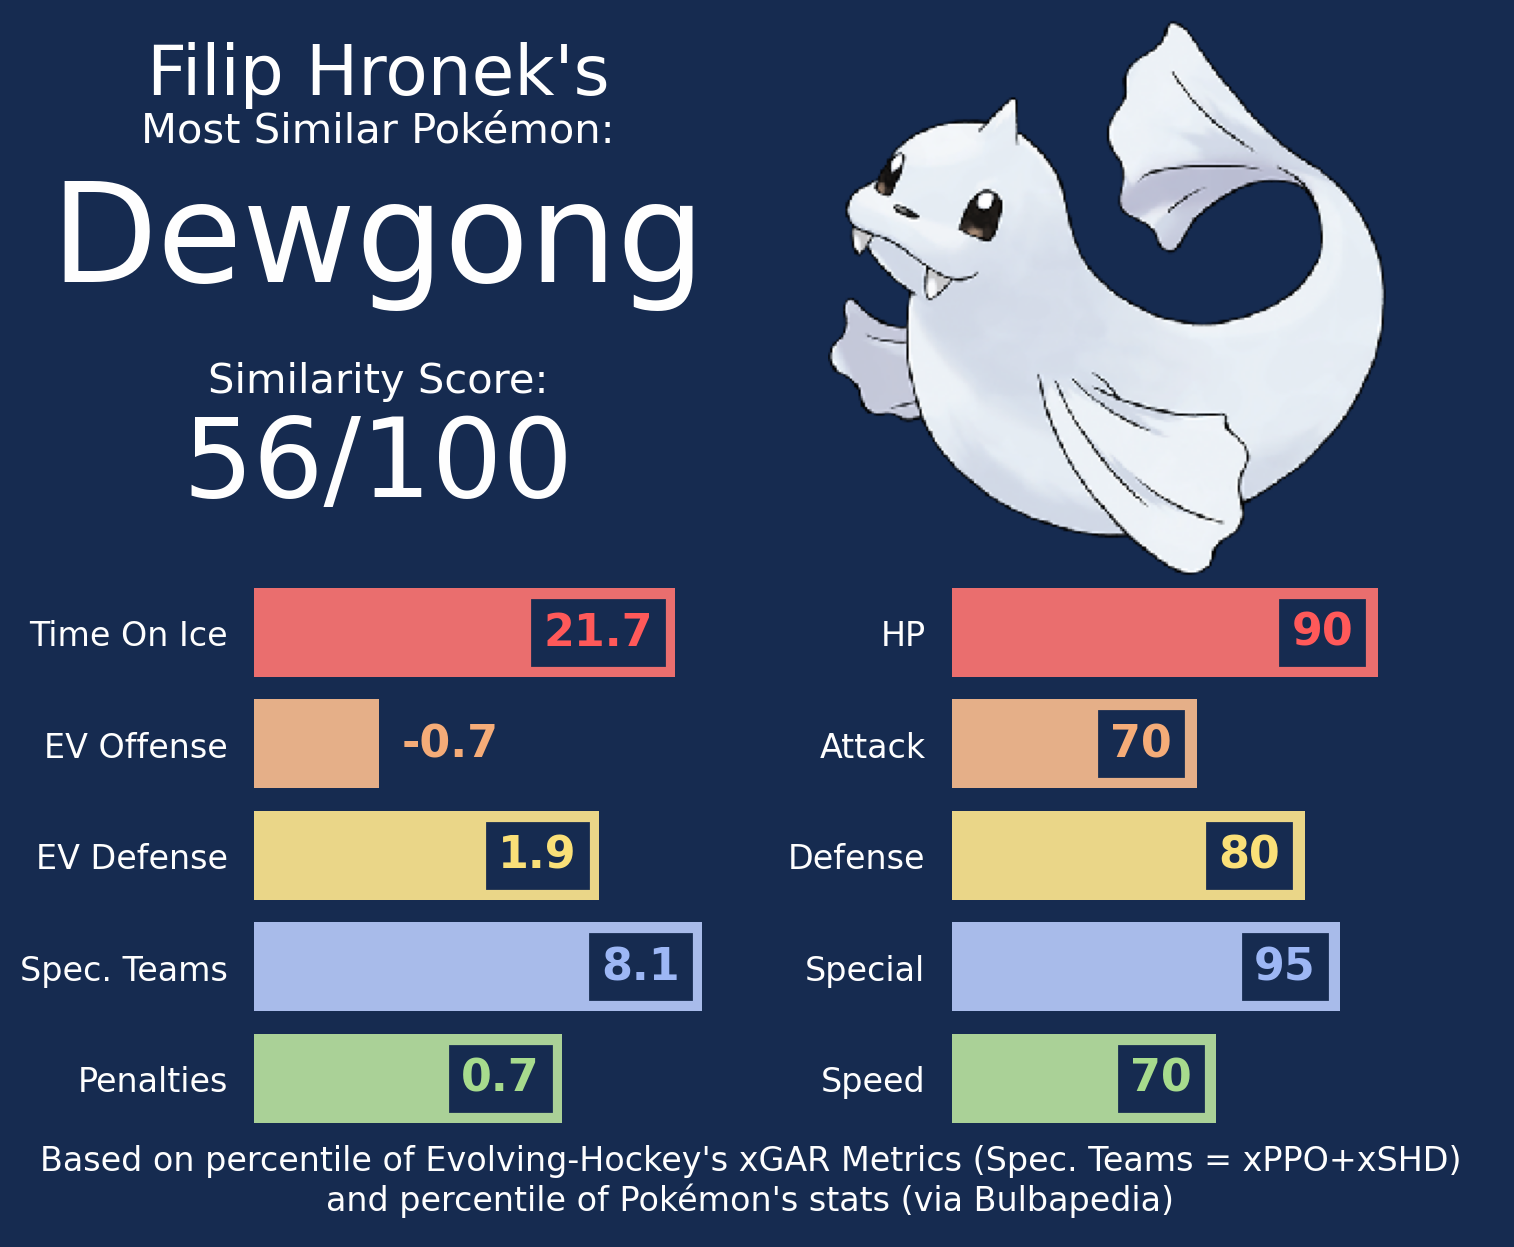 Filip Hronek's
Most Similar Pokémon:
Dewgong
Similarity Score:
56/100
Time On Ice 21.7
EV Offense -0.7
EV Defense 1.9
Spec. Teams 8.1
Penalties 0.7
HP 90
Attack 70
Defense 80
Special 95
Speed 70
Based on percentile of Evolving-Hockey's xGAR Metrics (Spec. Teams = xPPO+xSHD)
and percentile of Pokémon's stats (via Bulbapedia)